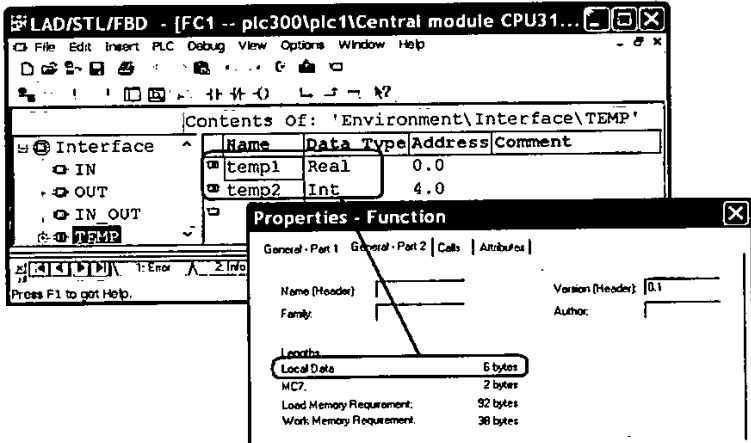 LAD/STL/FBD - [FC1 -- plc300\plc1\Central module CPU31...
File Edit Insert PLC Debug View Options Window Help
Contents Of: 'Environment\Interface\TEMP'
Interface
Name Data Type Address Comment
IN
temp1 Real 0.0
OUT
temp2 Int 4.0
IN_OUT
TEMP
1: Error 2: Info
Press F1 to get Help.
Properties - Function
General - Part 1 General - Part 2 Calls Attributes
Name (Header): Version (Header): 0.1
Family: Author:
Lengths
Local Data 6 bytes
MC7: 2 bytes
Load Memory Requirement: 92 bytes
Work Memory Requirement: 38 bytes